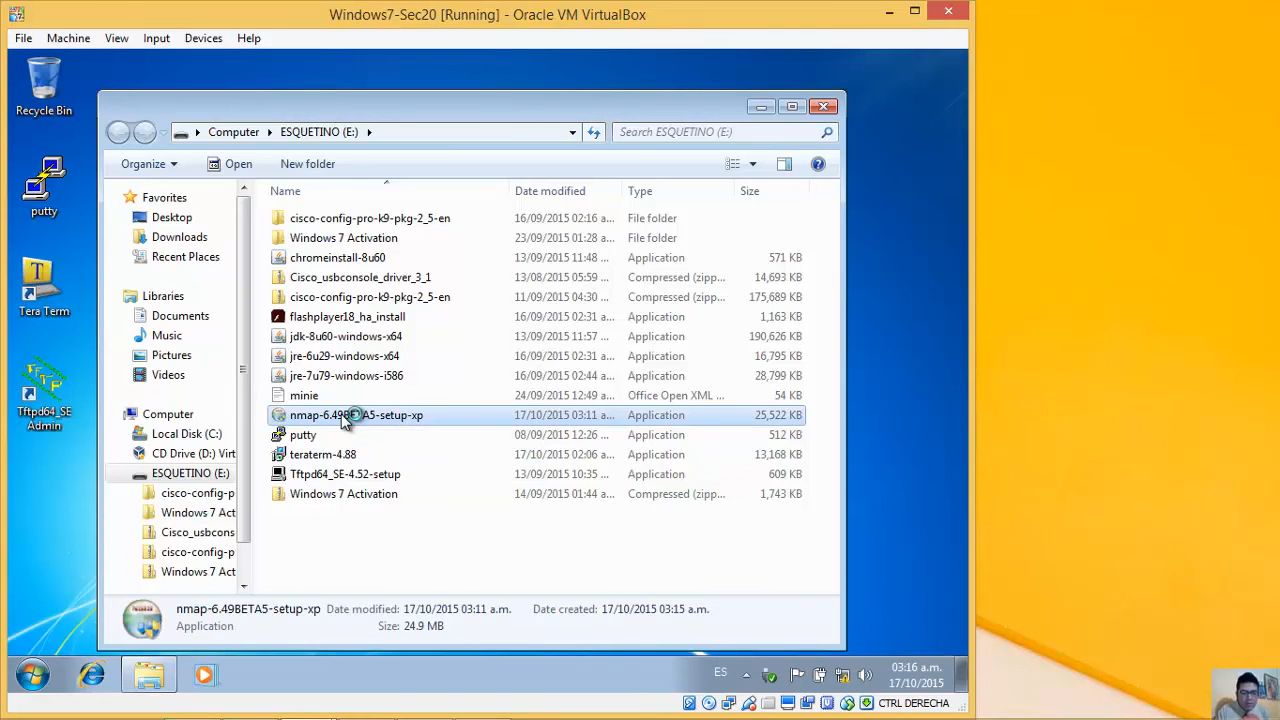 Windows7-Sec20 [Running] - Oracle VM VirtualBox
File Machine View Input Devices Help
Recycle Bin
putty
Tera Term
Tftpd64_SE
Admin
Computer ESQUETINO (E:)
Search ESQUETINO (E:)
Organize Open New folder
Favorites
Desktop
Downloads
Recent Places
Libraries
Documents
Music
Pictures
Videos
Computer
Local Disk (C:)
CD Drive (D:) Virt
ESQUETINO (E:)
cisco-config-p
Windows 7 Act
Cisco_usbcons
cisco-config-p
Windows 7 Act
Name Date modified Type Size
cisco-config-pro-k9-pkg-2_5-en 16/09/2015 02:16 a... File folder
Windows 7 Activation 23/09/2015 01:28 a... File folder
chromeinstall-8u60 13/09/2015 11:48 ... Application 571 KB
Cisco_usbconsole_driver_3_1 13/08/2015 05:59 ... Compressed (zipp... 14,693 KB
cisco-config-pro-k9-pkg-2_5-en 11/09/2015 04:30 ... Compressed (zipp... 175,689 KB
flashplayer18_ha_install 16/09/2015 02:31 a... Application 1,163 KB
jdk-8u60-windows-x64 13/09/2015 11:57 ... Application 190,626 KB
jre-6u29-windows-x64 16/09/2015 02:31 a... Application 16,795 KB
jre-7u79-windows-i586 16/09/2015 02:44 a... Application 28,799 KB
minie 24/09/2015 12:49 a... Office Open XML ... 54 KB
nmap-6.49BETA5-setup-xp 17/10/2015 03:11 a... Application 25,522 KB
putty 08/09/2015 12:26 ... Application 512 KB
teraterm-4.88 17/10/2015 02:06 a... Application 13,168 KB
Tftpd64_SE-4.52-setup 13/09/2015 10:35 ... Application 609 KB
Windows 7 Activation 14/09/2015 01:44 a... Compressed (zipp... 1,743 KB
nmap-6.49BETA5-setup-xp Date modified: 17/10/2015 03:11 a.m. Date created: 17/10/2015 03:15 a.m.
Application Size: 24.9 MB
ES
03:16 a.m.
17/10/2015
CTRL DERECHA